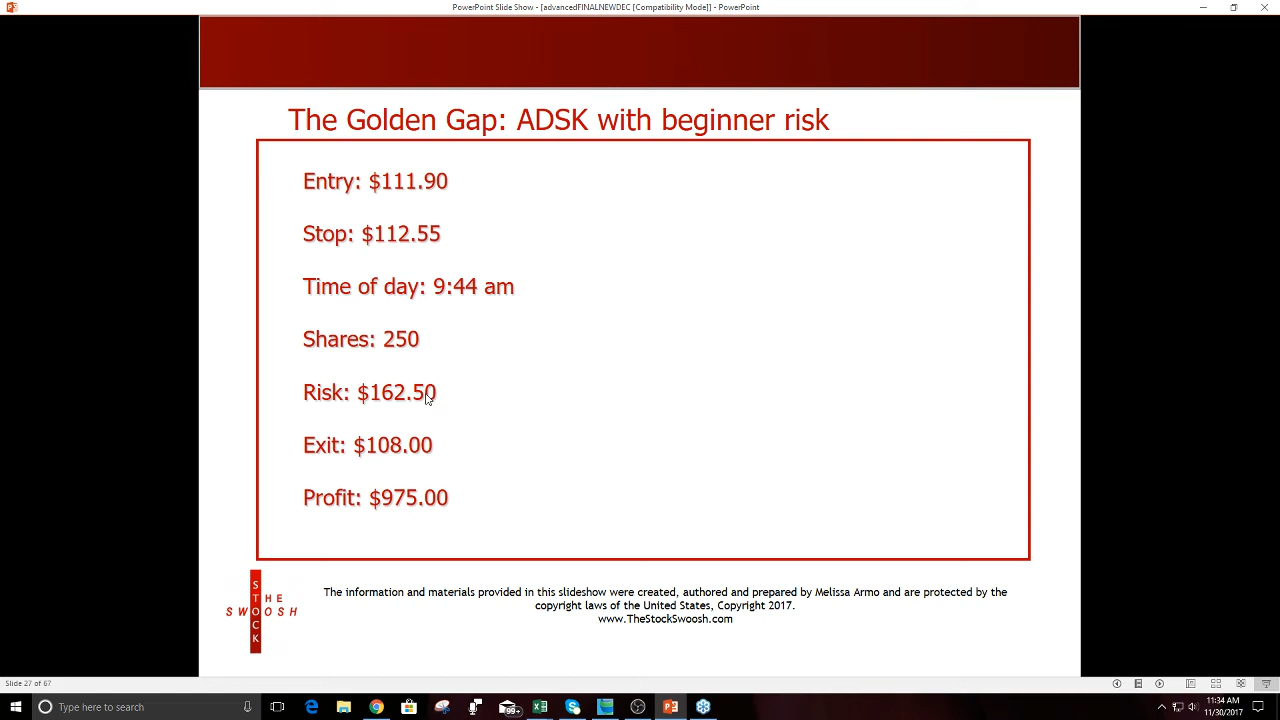 PowerPoint Slide Show - [advancedFINALNEWDEC [Compatibility Mode]] - PowerPoint
The Golden Gap: ADSK with beginner risk
Entry: $111.90
Stop: $112.55
Time of day: 9:44 am
Shares: 250
Risk: $162.50
Exit: $108.00
Profit: $975.00
THE
STOCK
SWOOSH
The information and materials provided in this slideshow were created, authored and prepared by Melissa Armo and are protected by the
copyright laws of the United States, Copyright 2017.
www.TheStockSwoosh.com
Slide 27 of 67
Type here to search
99+
11:34 AM
11/30/2017